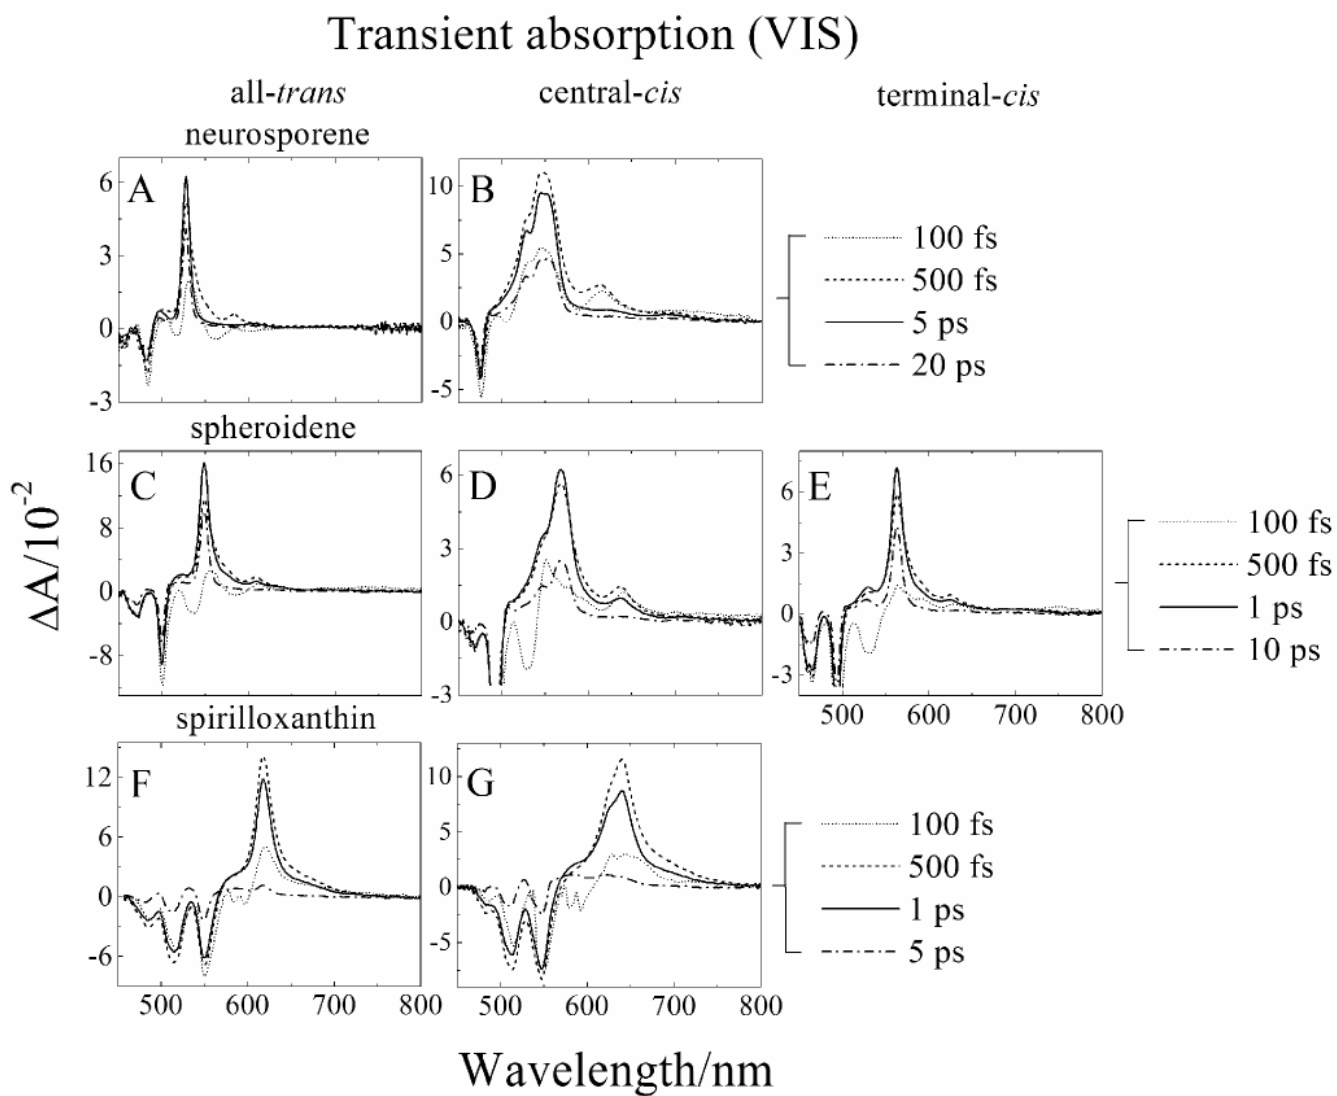 Transient absorption (VIS)
all-trans central-cis terminal-cis
neurosporene
A
6
3
0
-3
B
10
5
0
-5
100 fs
500 fs
5 ps
20 ps
spheroidene
C
16
8
0
-8
D
6
3
0
-3
E
6
3
0
-3
500 600 700 800
100 fs
500 fs
1 ps
10 ps
ΔA/10-2
spirilloxanthin
F
12
6
0
-6
500 600 700 800
G
10
5
0
-5
500 600 700 800
100 fs
500 fs
1 ps
5 ps
Wavelength/nm